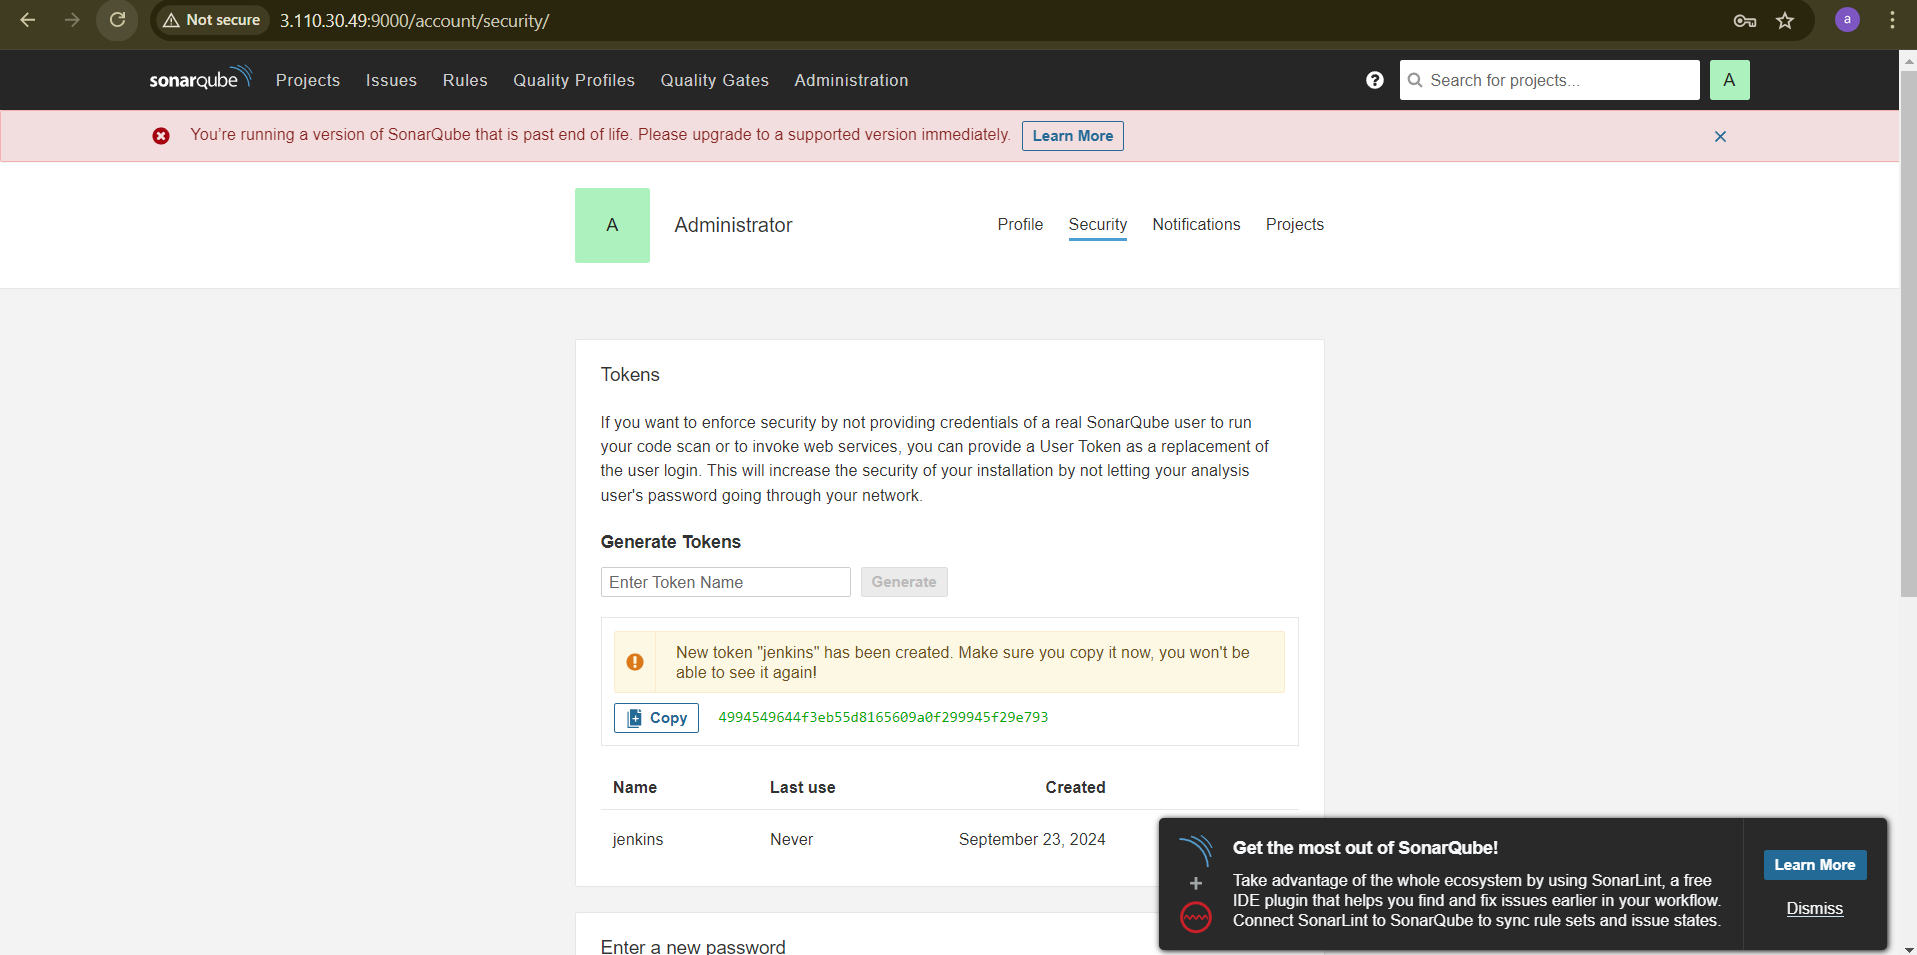 Not secure
3.110.30.49:9000/account/security/
a
sonarqube
Projects
Issues
Rules
Quality Profiles
Quality Gates
Administration
Search for projects...
A
You're running a version of SonarQube that is past end of life. Please upgrade to a supported version immediately.
Learn More
A
Administrator
Profile
Security
Notifications
Projects
Tokens
If you want to enforce security by not providing credentials of a real SonarQube user to run
your code scan or to invoke web services, you can provide a User Token as a replacement of
the user login. This will increase the security of your installation by not letting your analysis
user's password going through your network.
Generate Tokens
Enter Token Name
Generate
New token "jenkins" has been created. Make sure you copy it now, you won't be
able to see it again!
Copy
4994549644f3eb55d8165609a0f299945f29e793
Name
Last use
Created
jenkins
Never
September 23, 2024
Get the most out of SonarQube!
Take advantage of the whole ecosystem by using SonarLint, a free
IDE plugin that helps you find and fix issues earlier in your workflow.
Connect SonarLint to SonarQube to sync rule sets and issue states.
Learn More
Dismiss
Enter a new password